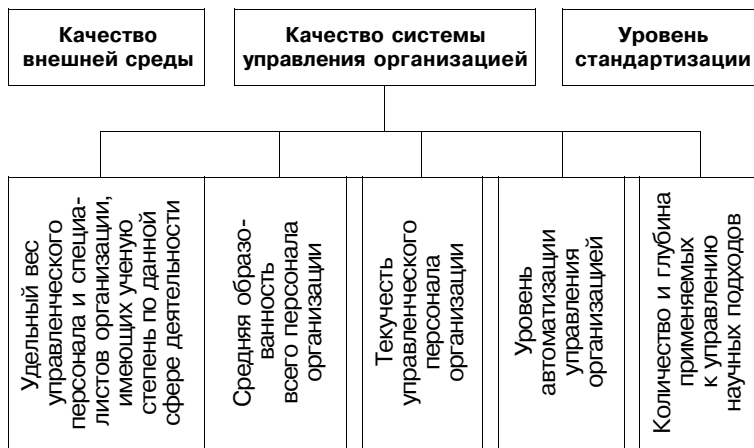 Качество
внешней среды
Качество системы
управления организацией
Уровень
стандартизации
Удельный вес
управленческого
персонала и специа-
листов организации,
имеющих ученую
степень по данной
сфере деятельности
Средняя образо-
ванность
всего персонала
организации
Текучесть
управленческого
персонала
организации
Уровень
автоматизации
управления
организацией
Количество и глубина
применяемых
к управлению
научных подходов